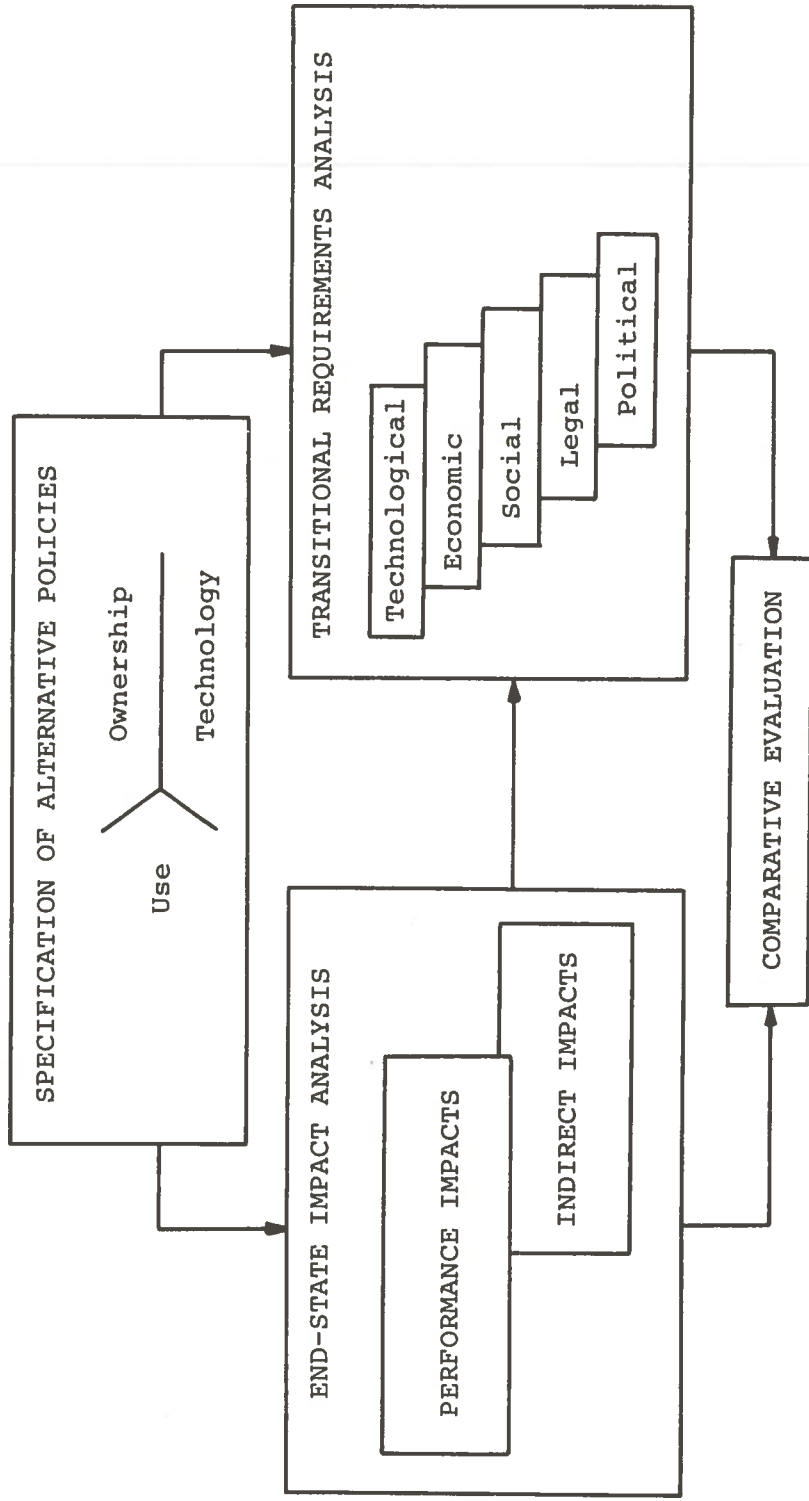 SPECIFICATION OF ALTERNATIVE POLICIES
Ownership
Use
Technology
END-STATE IMPACT ANALYSIS
PERFORMANCE IMPACTS
INDIRECT IMPACTS
TRANSITIONAL REQUIREMENTS ANALYSIS
Technological
Economic
Social
Legal
Political
COMPARATIVE EVALUATION